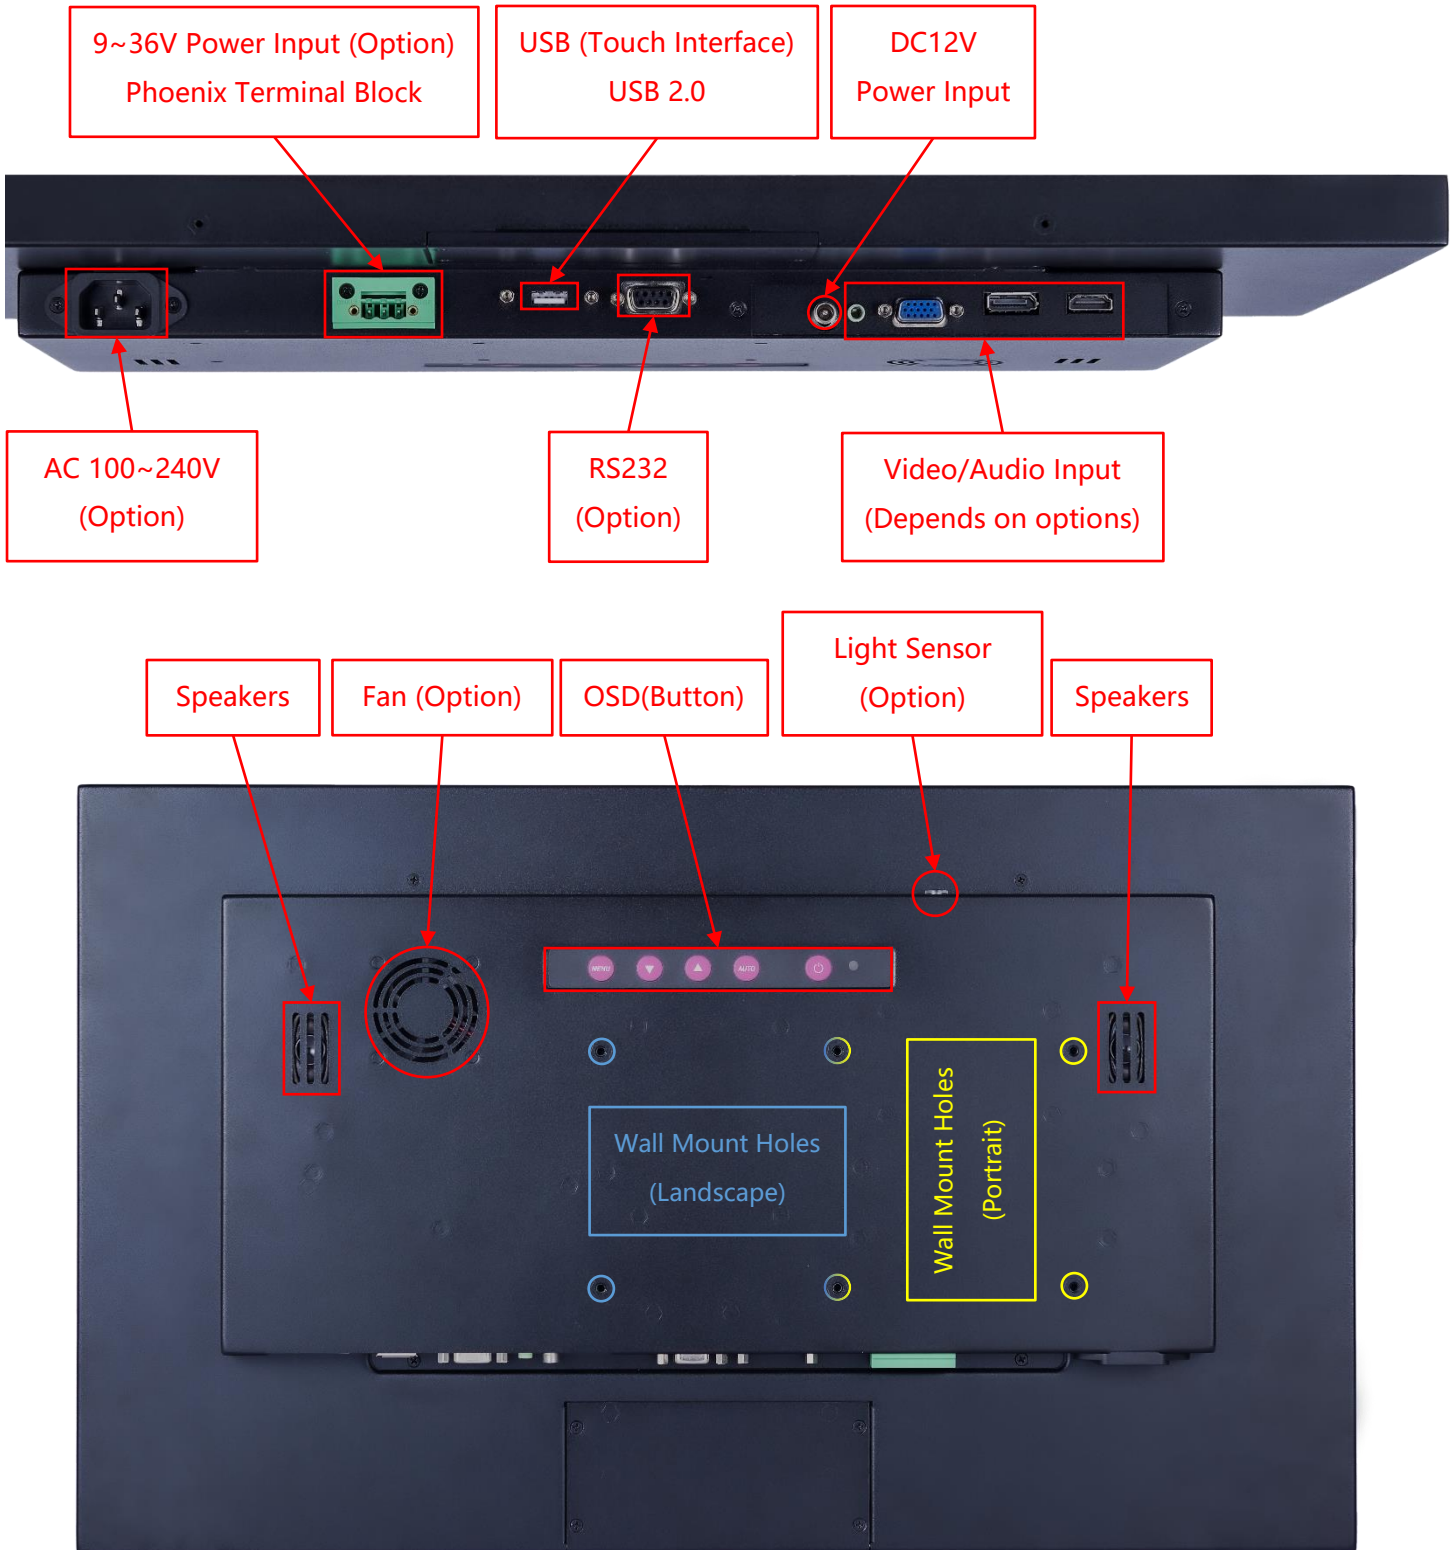 9~36V Power Input (Option)
Phoenix Terminal Block
USB (Touch Interface)
USB 2.0
DC12V
Power Input
AC 100~240V
(Option)
RS232
(Option)
Video/Audio Input
(Depends on options)
Speakers
Fan (Option)
OSD(Button)
Light Sensor
(Option)
Speakers
MENU
AUTO
Wall Mount Holes
(Landscape)
Wall Mount Holes
(Portrait)